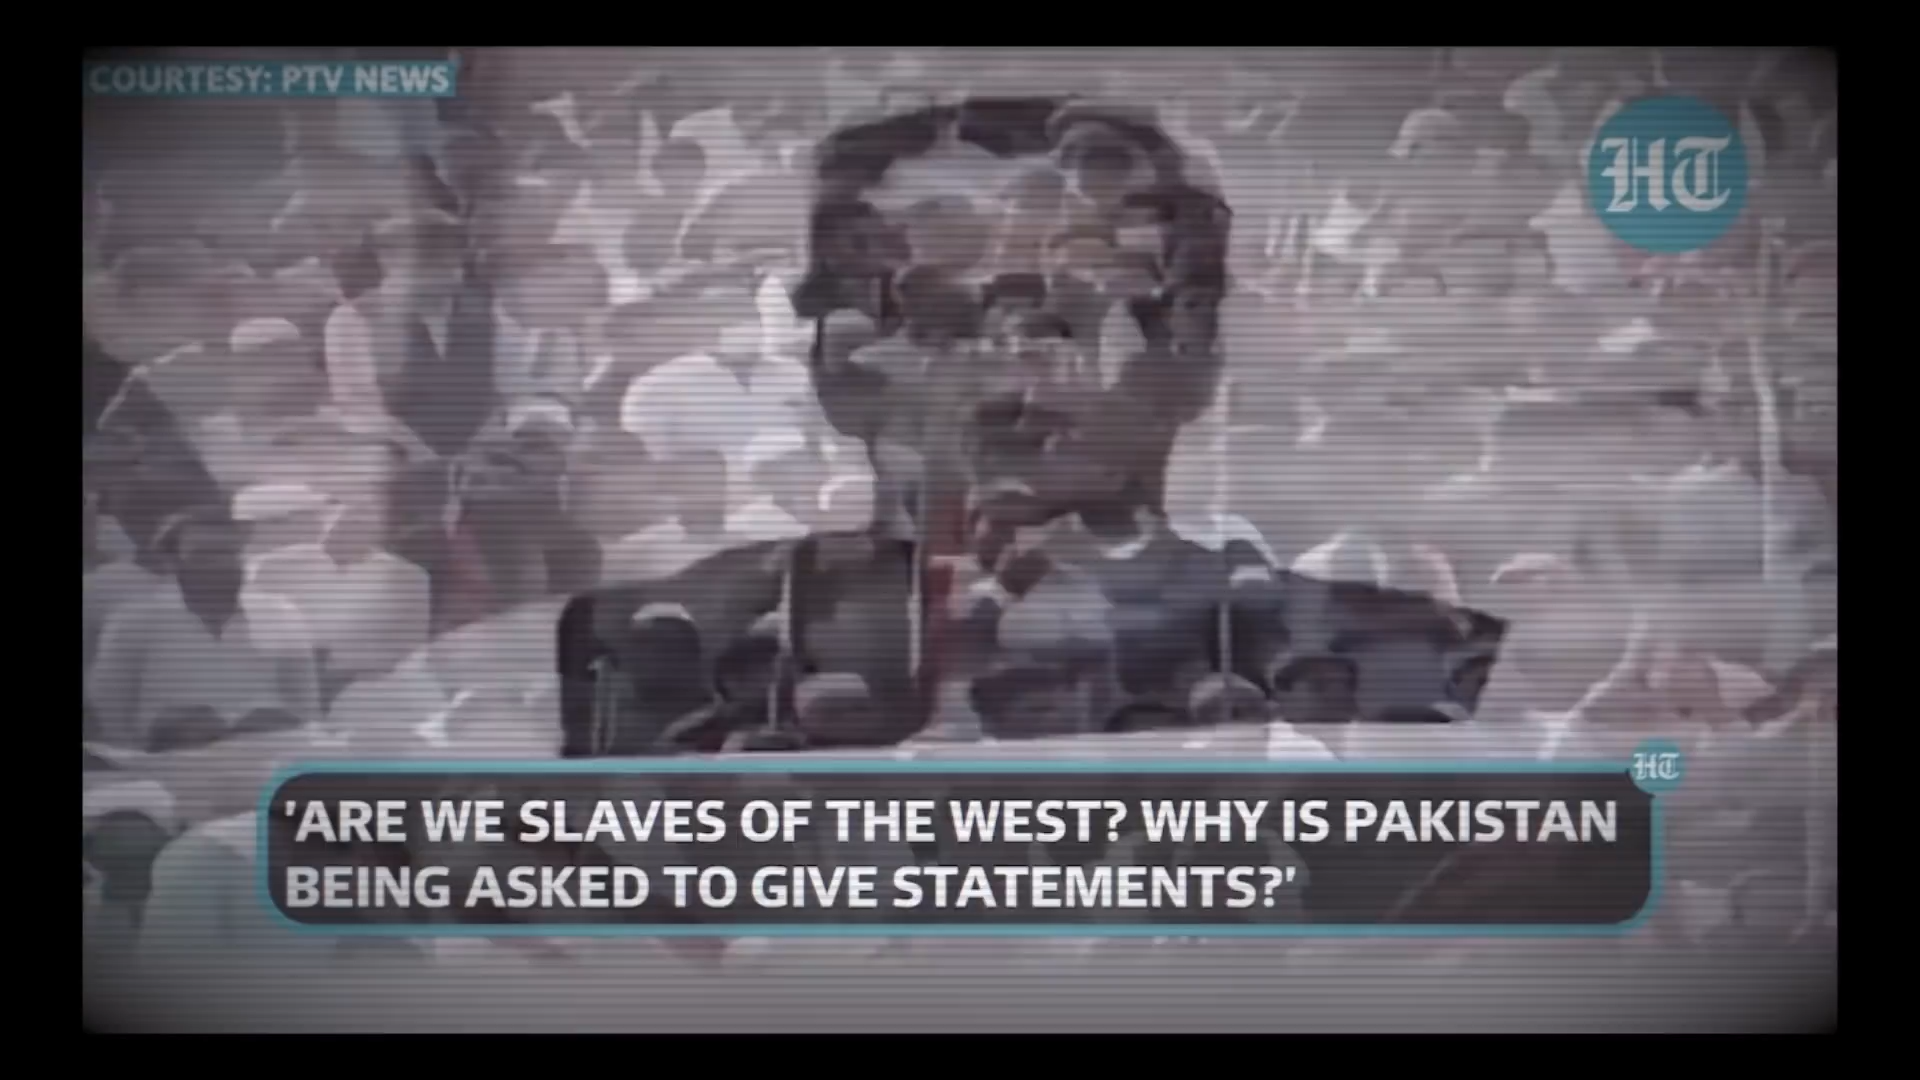 COURTESY: PTV NEWS
HT
HT
'ARE WE SLAVES OF THE WEST? WHY IS PAKISTAN
BEING ASKED TO GIVE STATEMENTS?'